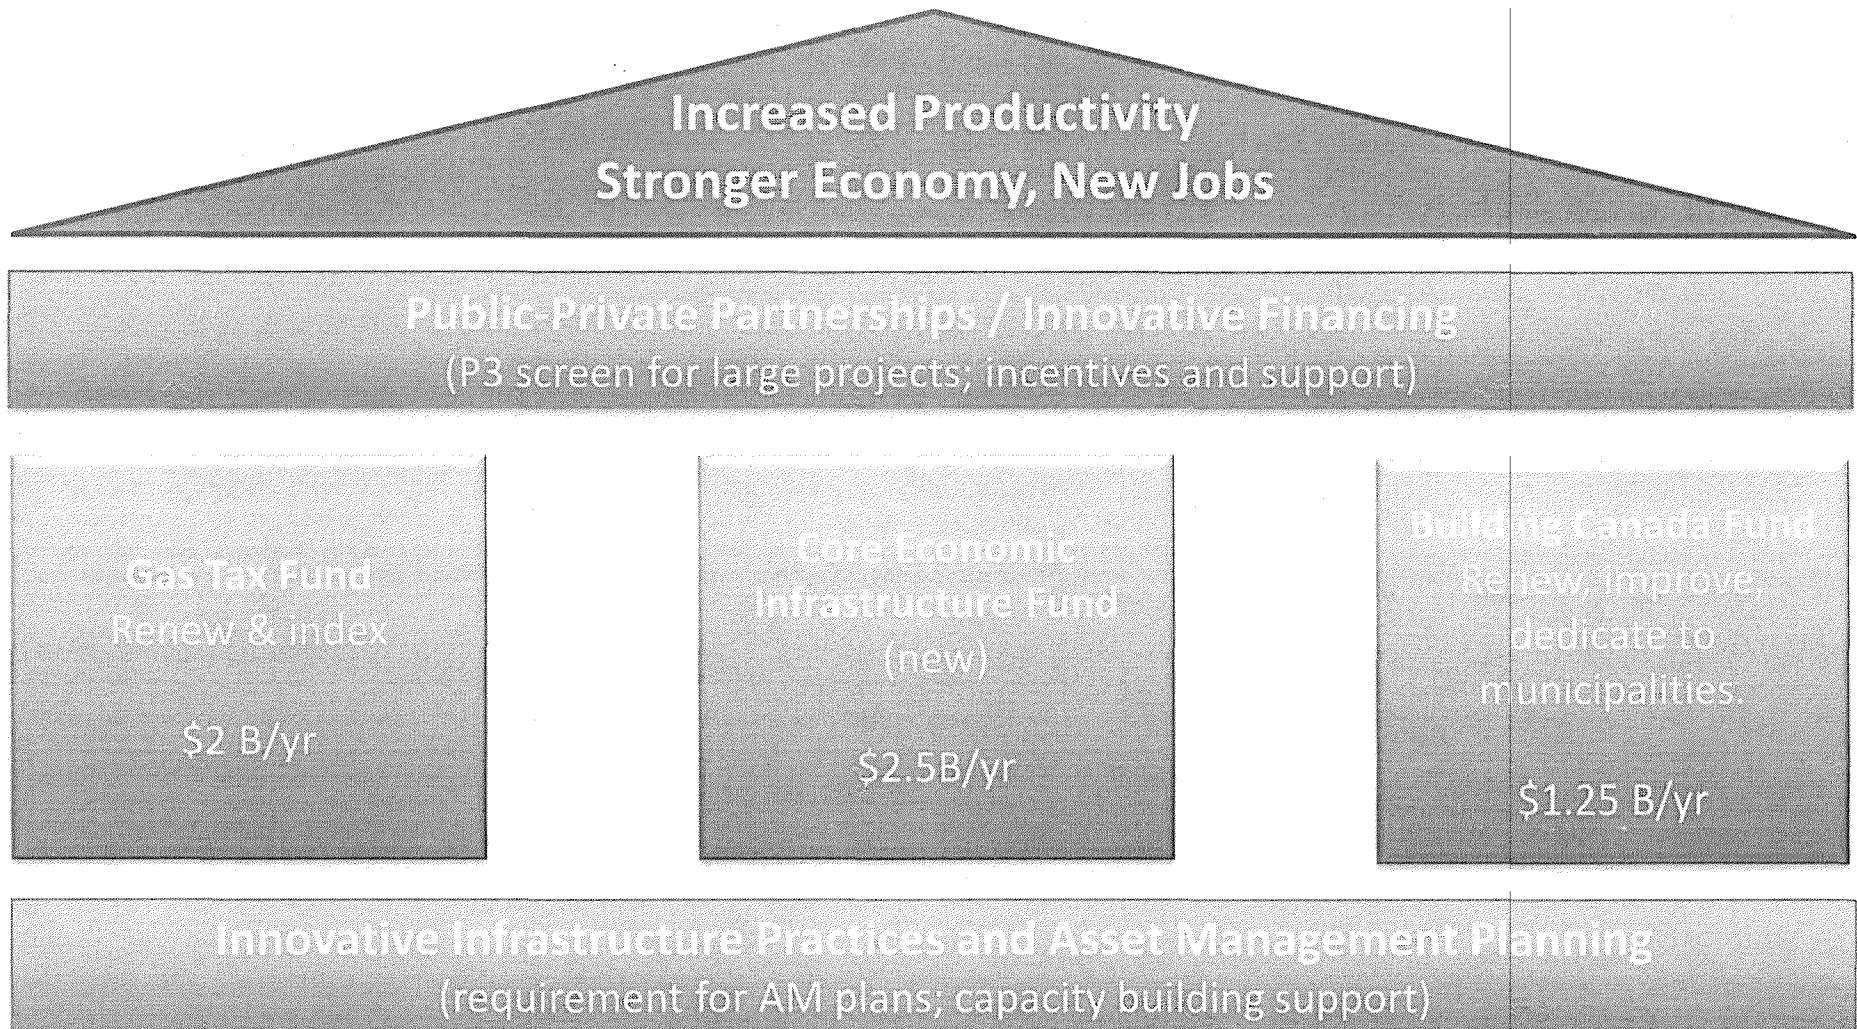 Increased Productivity
Stronger Economy, New Jobs
Public-Private Partnerships / Innovative Financing
(P3 screen for large projects; incentives and support)
Gas Tax Fund
Renew & index
$2 B/yr
Core Economic
Infrastructure Fund
(new)
$2.5B/yr
Building Canada Fund
Renew, improve,
dedicate to
municipalities.
$1.25 B/yr
Innovative Infrastructure Practices and Asset Management Planning
(requirement for AM plans; capacity building support)